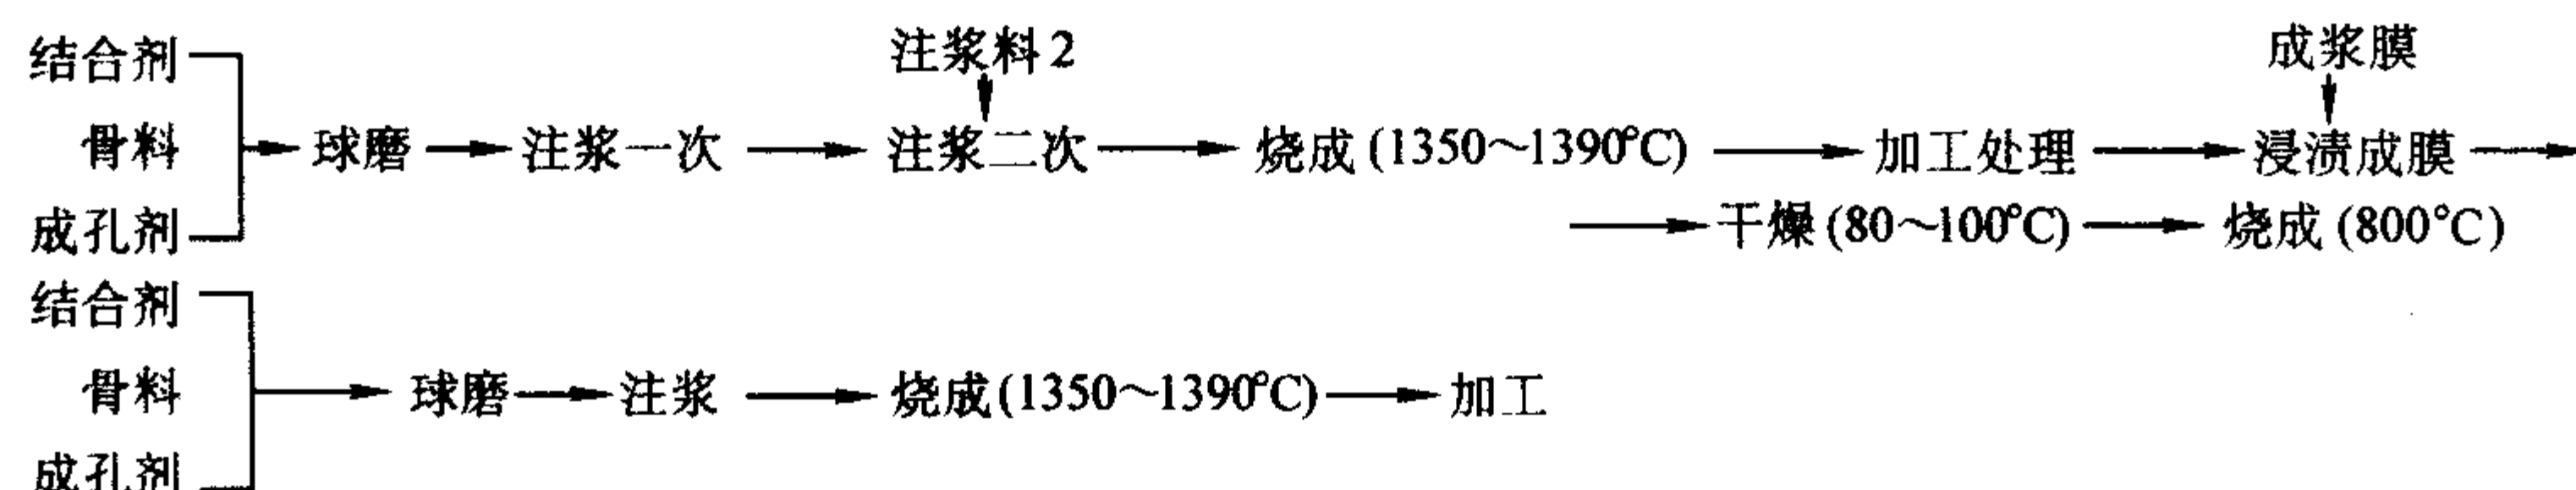 结合剂
骨料
成孔剂
球磨
注浆一次
注浆料2
注浆二次
烧成(1350～1390℃)
加工处理
成浆膜
浸渍成膜
干燥(80～100℃)
烧成(800℃)
结合剂
骨料
成孔剂
球磨
注浆
烧成(1350～1390℃)
加工